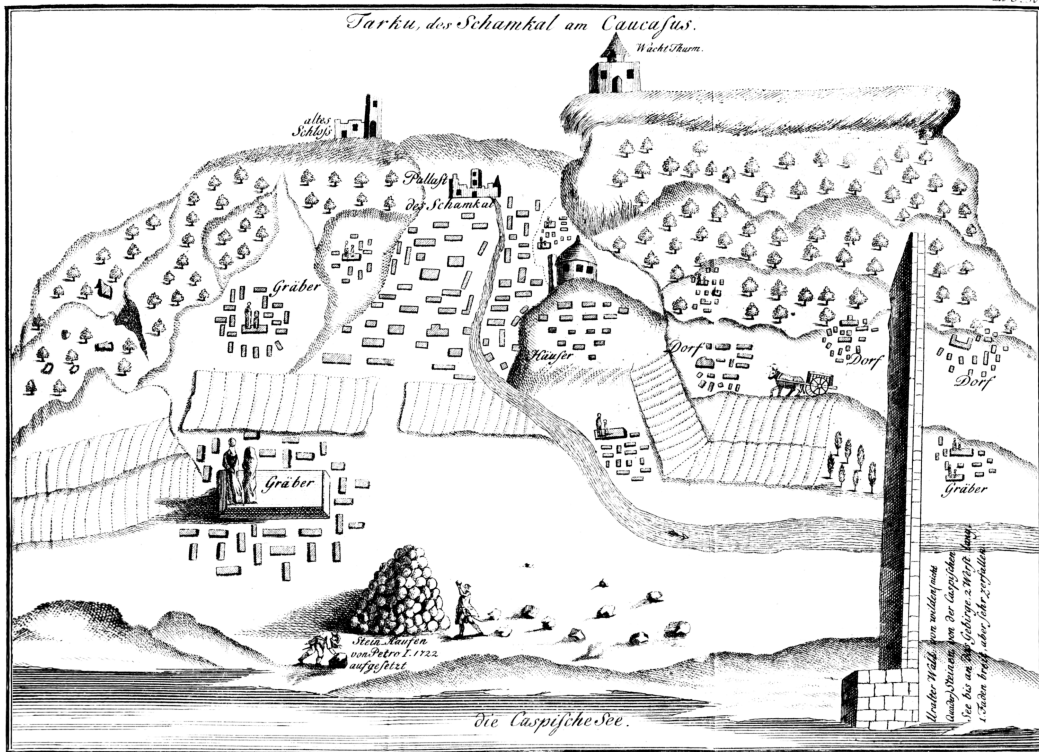 Tarku, des Schamkal am Caucasus.
Wacht Thurm.
altes
Schloss
Pallast
des Schamkal
Gräber
Häuser
Dorf
Dorf
Dorf
Gräber
Gräber
Stein Haufen
von Petro I. 1722
aufgesetzt
Uralter Wall von wilden
Steinen, von der Caspischen
See bis an das Gebirge, 2. Werst lang,
1. Faden breit, aber sehr zerfallen.
die Caspische See.